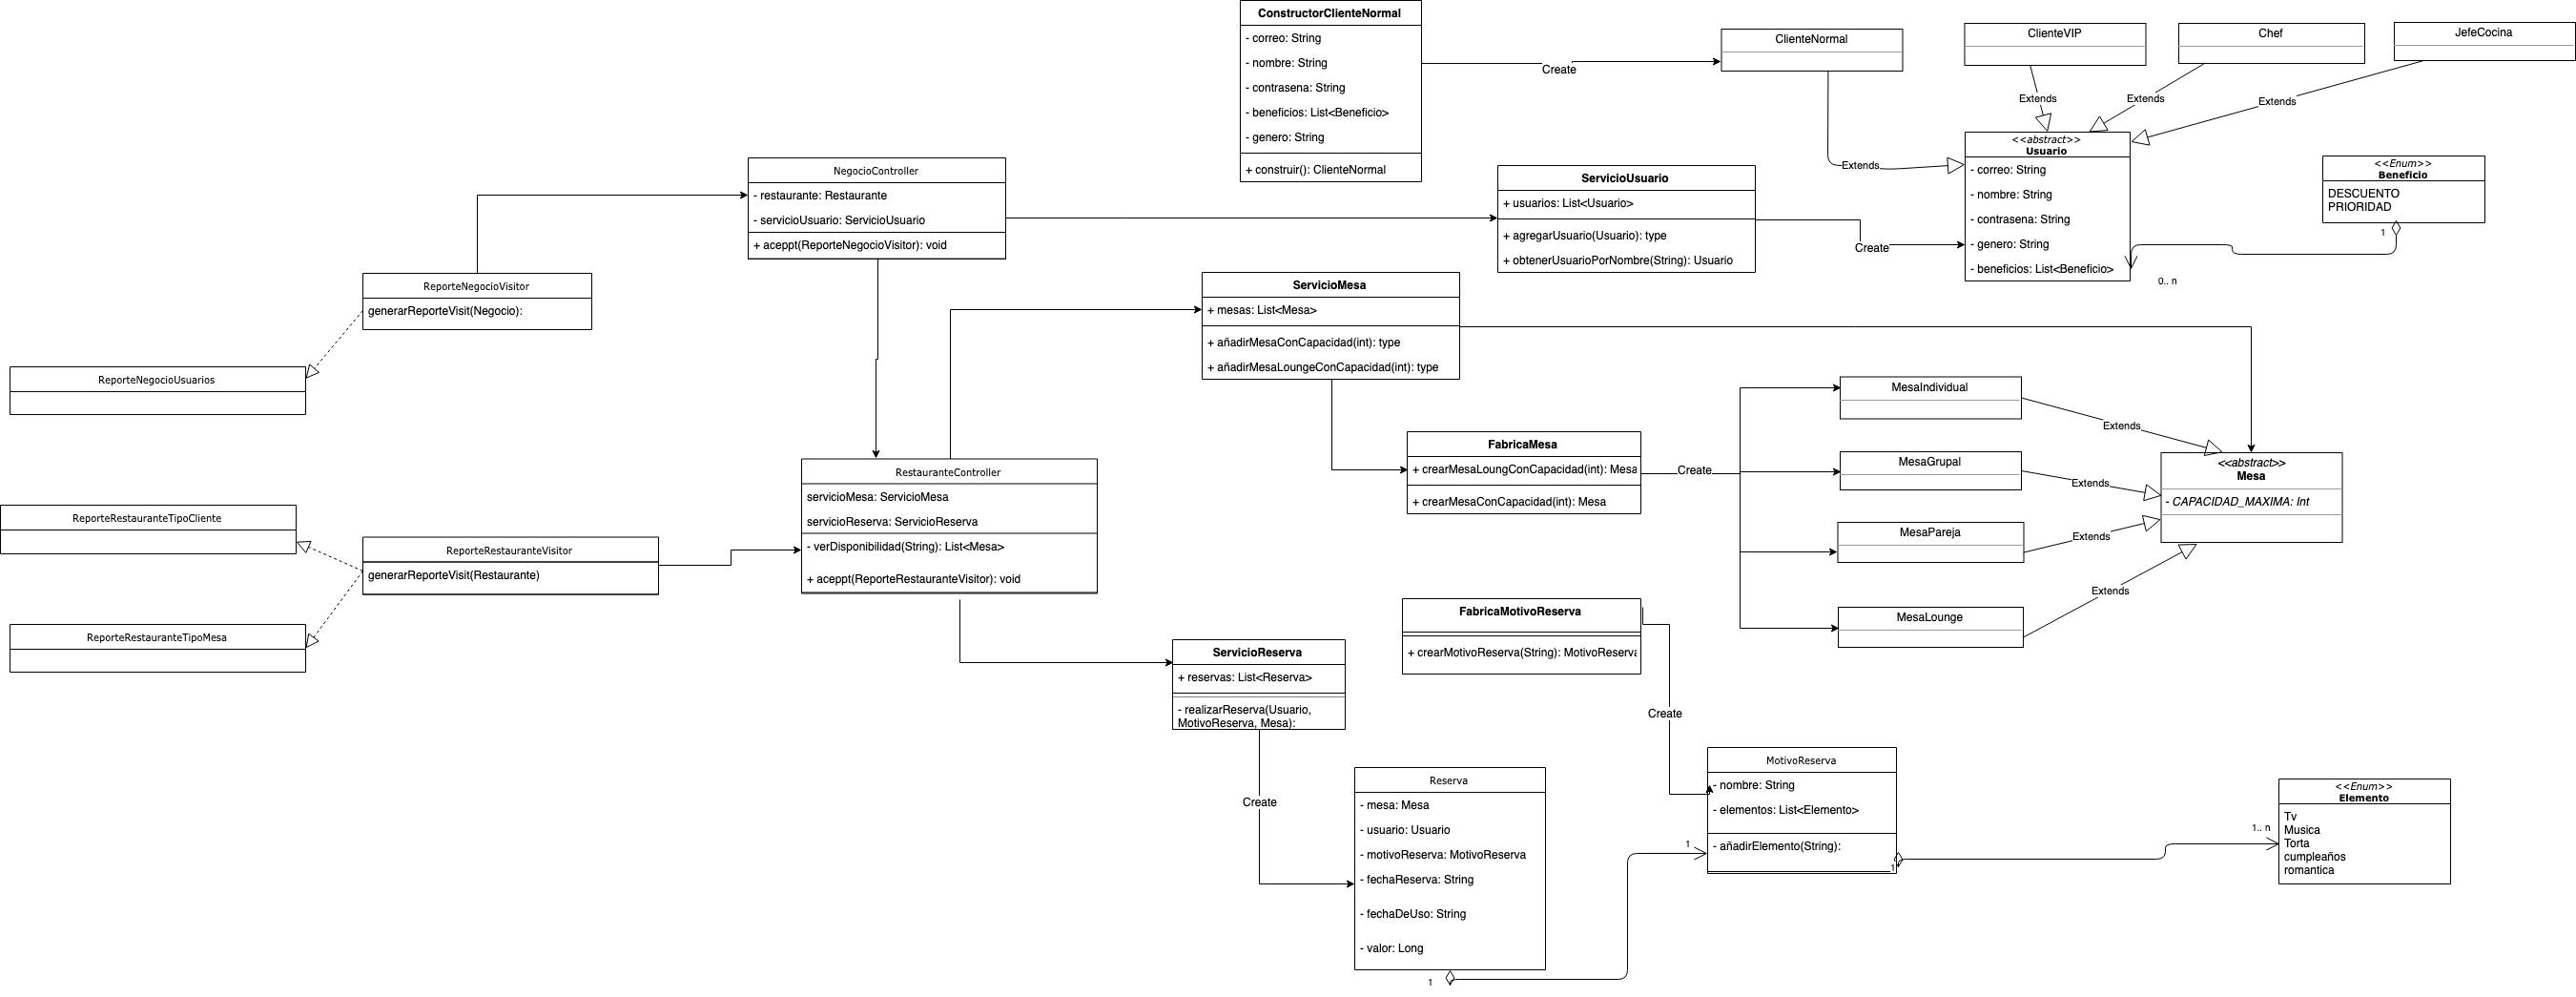 ConstructorClienteNormal
- correo: String
- nombre: String
- contrasena: String
- beneficios: List<Beneficio>
- genero: String
+ construir(): ClienteNormal
Create
ClienteNormal
ClienteVIP
Chef
JefeCocina
Extends
Extends
Extends
Extends
<<abstract>>
Usuario
- correo: String
- nombre: String
- contrasena: String
- genero: String
- beneficios: List<Beneficio>
<<Enum>>
Beneficio
DESCUENTO
PRIORIDAD
1
0.. n
NegocioController
- restaurante: Restaurante
- servicioUsuario: ServicioUsuario
+ aceppt(ReporteNegocioVisitor): void
ServicioUsuario
+ usuarios: List<Usuario>
+ agregarUsuario(Usuario): type
+ obtenerUsuarioPorNombre(String): Usuario
Create
ReporteNegocioVisitor
generarReporteVisit(Negocio):
ReporteNegocioUsuarios
ServicioMesa
+ mesas: List<Mesa>
+ añadirMesaConCapacidad(int): type
+ añadirMesaLoungeConCapacidad(int): type
FabricaMesa
+ crearMesaLoungConCapacidad(int): Mesa
+ crearMesaConCapacidad(int): Mesa
Create
MesaIndividual
MesaGrupal
MesaPareja
MesaLounge
Extends
Extends
Extends
Extends
<<abstract>>
Mesa
- CAPACIDAD_MAXIMA: Int
RestauranteController
servicioMesa: ServicioMesa
servicioReserva: ServicioReserva
- verDisponibilidad(String): List<Mesa>
+ aceppt(ReporteRestauranteVisitor): void
ReporteRestauranteTipoCliente
ReporteRestauranteVisitor
generarReporteVisit(Restaurante)
ReporteRestauranteTipoMesa
FabricaMotivoReserva
+ crearMotivoReserva(String): MotivoReserva
Create
ServicioReserva
+ reservas: List<Reserva>
- realizarReserva(Usuario,
MotivoReserva, Mesa):
Create
Reserva
- mesa: Mesa
- usuario: Usuario
- motivoReserva: MotivoReserva
- fechaReserva: String
- fechaDeUso: String
- valor: Long
1
1
MotivoReserva
- nombre: String
- elementos: List<Elemento>
- añadirElemento(String):
1
1.. n
<<Enum>>
Elemento
Tv
Musica
Torta
cumpleaños
romantica